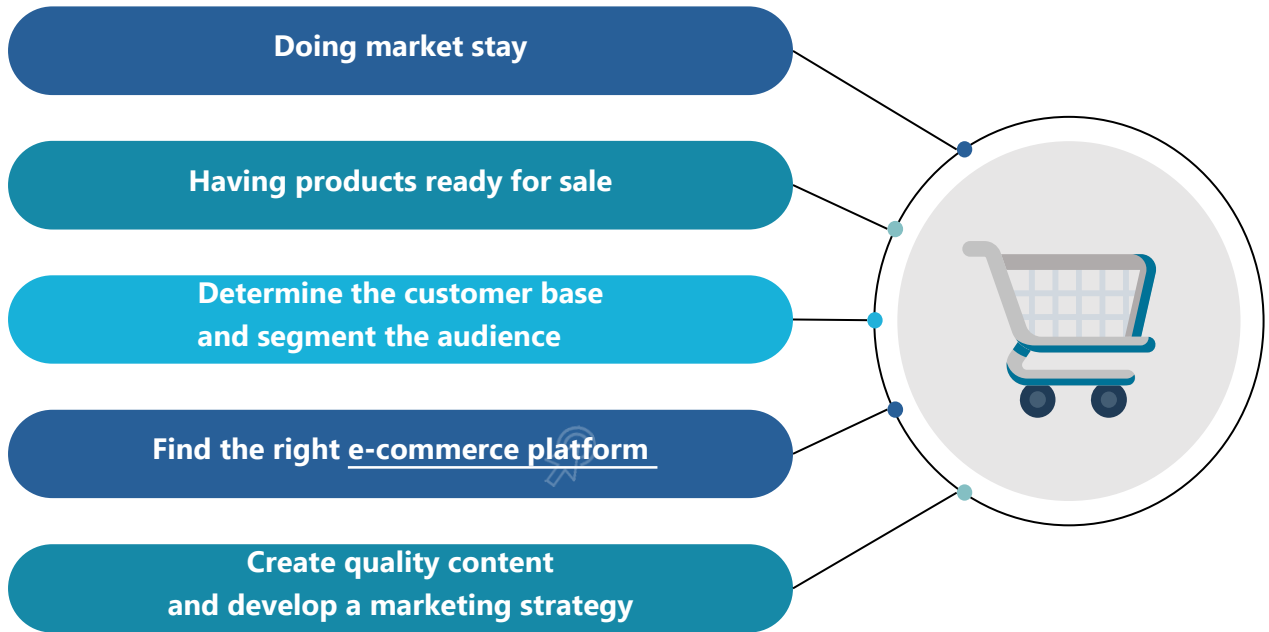 Doing market stay
Having products ready for sale
Determine the customer base
and segment the audience
Find the right e-commerce platform
Create quality content
and develop a marketing strategy